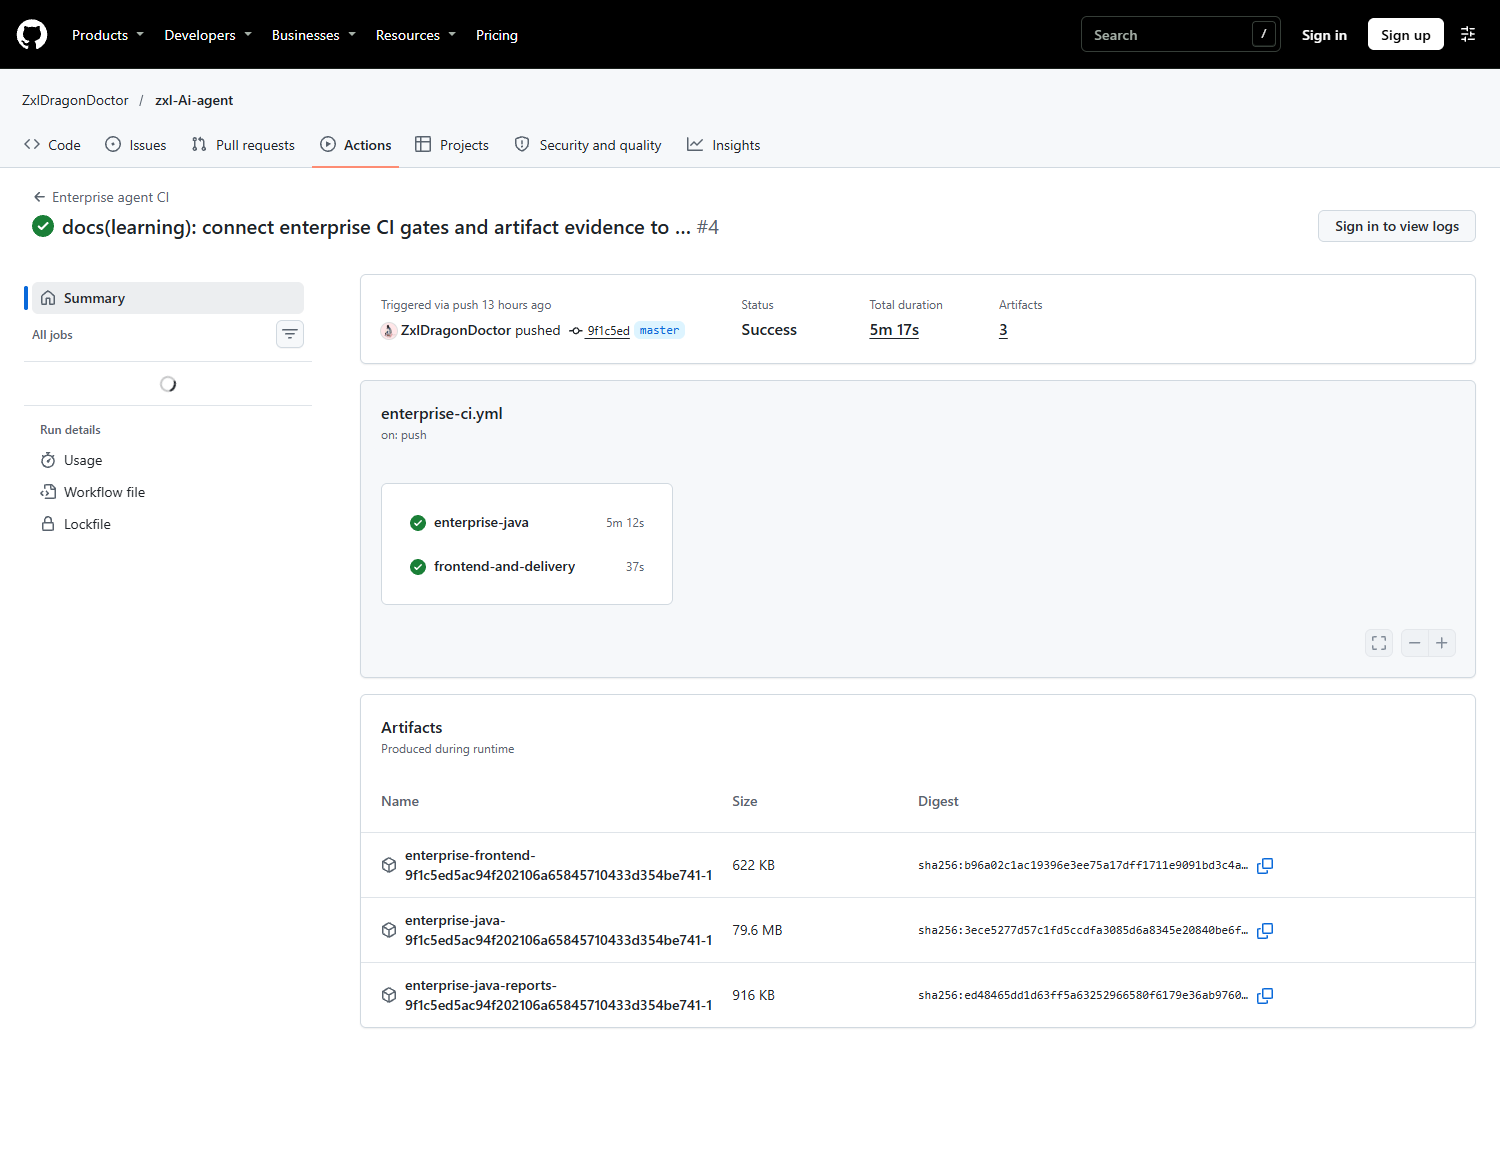 Products Developers Businesses Resources Pricing Search / Sign in Sign up
ZxlDragonDoctor / zxl-Ai-agent
Code Issues Pull requests Actions Projects Security and quality Insights
Enterprise agent CI
docs(learning): connect enterprise CI gates and artifact evidence to ... #4
Sign in to view logs
Summary
All jobs
Run details
Usage
Workflow file
Lockfile
Triggered via push 13 hours ago
ZxlDragonDoctor pushed 9f1c5ed master
Status
Success
Total duration
5m 17s
Artifacts
3
enterprise-ci.yml
on: push
enterprise-java 5m 12s
frontend-and-delivery 37s
Artifacts
Produced during runtime
Name Size Digest
enterprise-frontend-
9f1c5ed5ac94f202106a65845710433d354be741-1
622 KB
sha256:b96a02c1ac19396e3ee75a17dff1711e9091bd3c4a…
enterprise-java-
9f1c5ed5ac94f202106a65845710433d354be741-1
79.6 MB
sha256:3ece5277d57c1fd5ccdfa3085d6a8345e20840be6f…
enterprise-java-reports-
9f1c5ed5ac94f202106a65845710433d354be741-1
916 KB
sha256:ed48465dd1d63ff5a63252966580f6179e36ab9760…